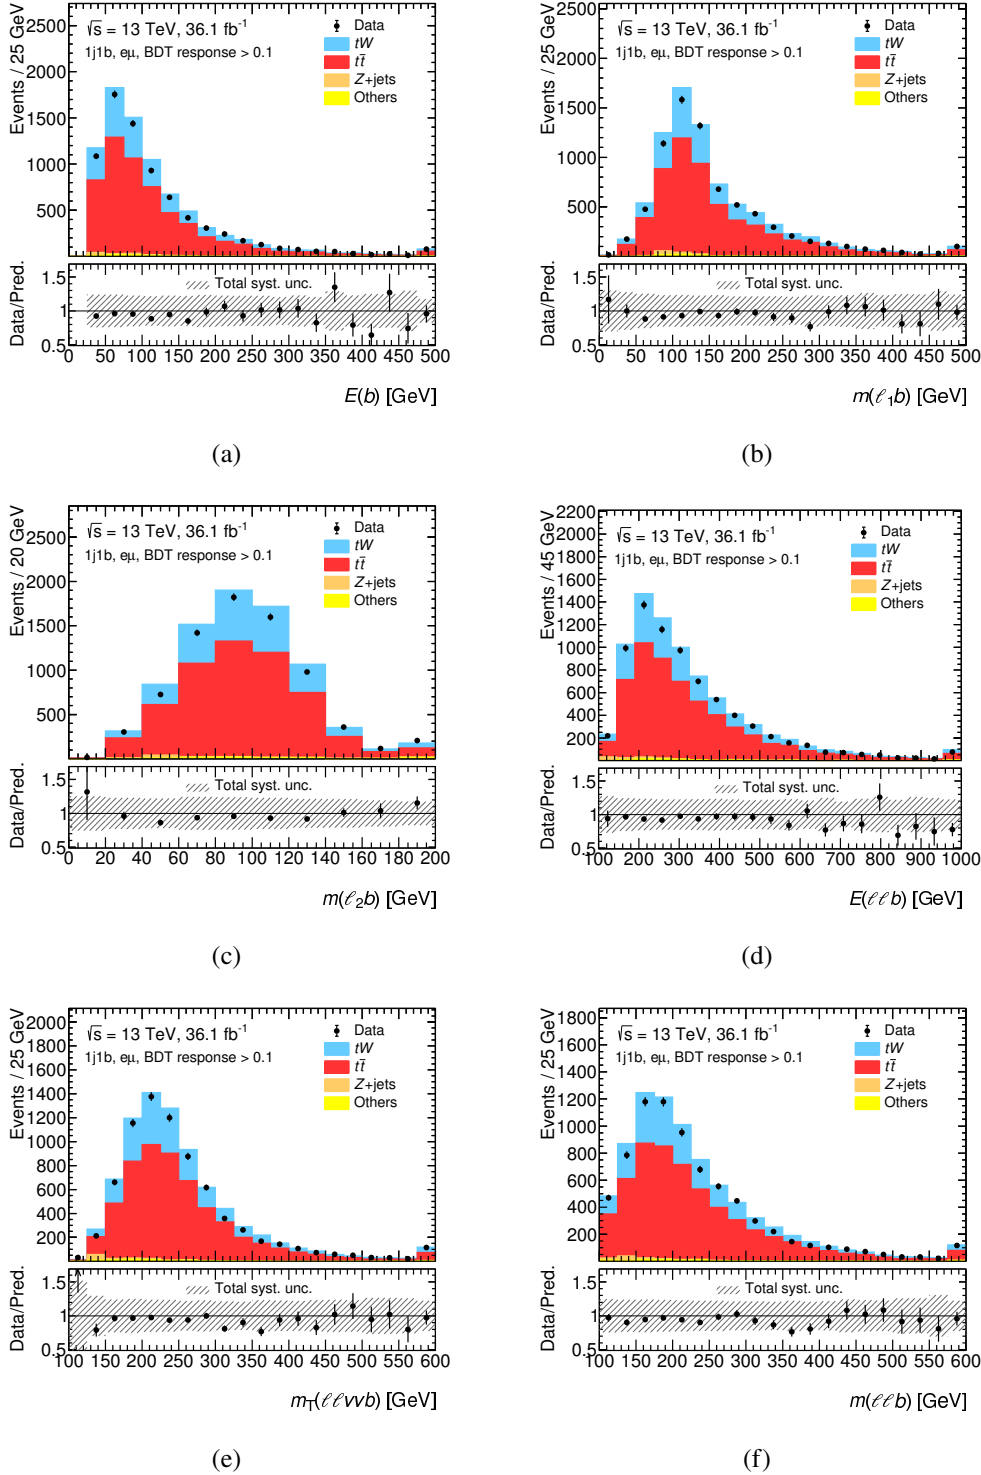 Events / 25 GeV
2500
2000
1500
1000
500
√s = 13 TeV, 36.1 fb⁻¹
1j1b, eμ, BDT response > 0.1
Data
tW
tt̄
Z+jets
Others
Data/Pred.
1.5
1
0.5
Total syst. unc.
0 50 100 150 200 250 300 350 400 450 500
E(b) [GeV]
(a)
Events / 25 GeV
2500
2000
1500
1000
500
√s = 13 TeV, 36.1 fb⁻¹
1j1b, eμ, BDT response > 0.1
Data
tW
tt̄
Z+jets
Others
Data/Pred.
1.5
1
0.5
Total syst. unc.
0 50 100 150 200 250 300 350 400 450 500
m(ℓ₁b) [GeV]
(b)
Events / 20 GeV
2500
2000
1500
1000
500
√s = 13 TeV, 36.1 fb⁻¹
1j1b, eμ, BDT response > 0.1
Data
tW
tt̄
Z+jets
Others
Data/Pred.
1.5
1
0.5
Total syst. unc.
0 20 40 60 80 100 120 140 160 180 200
m(ℓ₂b) [GeV]
(c)
Events / 45 GeV
2200
2000
1800
1600
1400
1200
1000
800
600
400
200
√s = 13 TeV, 36.1 fb⁻¹
1j1b, eμ, BDT response > 0.1
Data
tW
tt̄
Z+jets
Others
Data/Pred.
1.5
1
0.5
Total syst. unc.
100 200 300 400 500 600 700 800 900 1000
E(ℓℓb) [GeV]
(d)
Events / 25 GeV
2000
1800
1600
1400
1200
1000
800
600
400
200
√s = 13 TeV, 36.1 fb⁻¹
1j1b, eμ, BDT response > 0.1
Data
tW
tt̄
Z+jets
Others
Data/Pred.
1.5
1
0.5
Total syst. unc.
100 150 200 250 300 350 400 450 500 550 600
m_T(ℓℓννb) [GeV]
(e)
Events / 25 GeV
1800
1600
1400
1200
1000
800
600
400
200
√s = 13 TeV, 36.1 fb⁻¹
1j1b, eμ, BDT response > 0.1
Data
tW
tt̄
Z+jets
Others
Data/Pred.
1.5
1
0.5
Total syst. unc.
100 150 200 250 300 350 400 450 500 550 600
m(ℓℓb) [GeV]
(f)